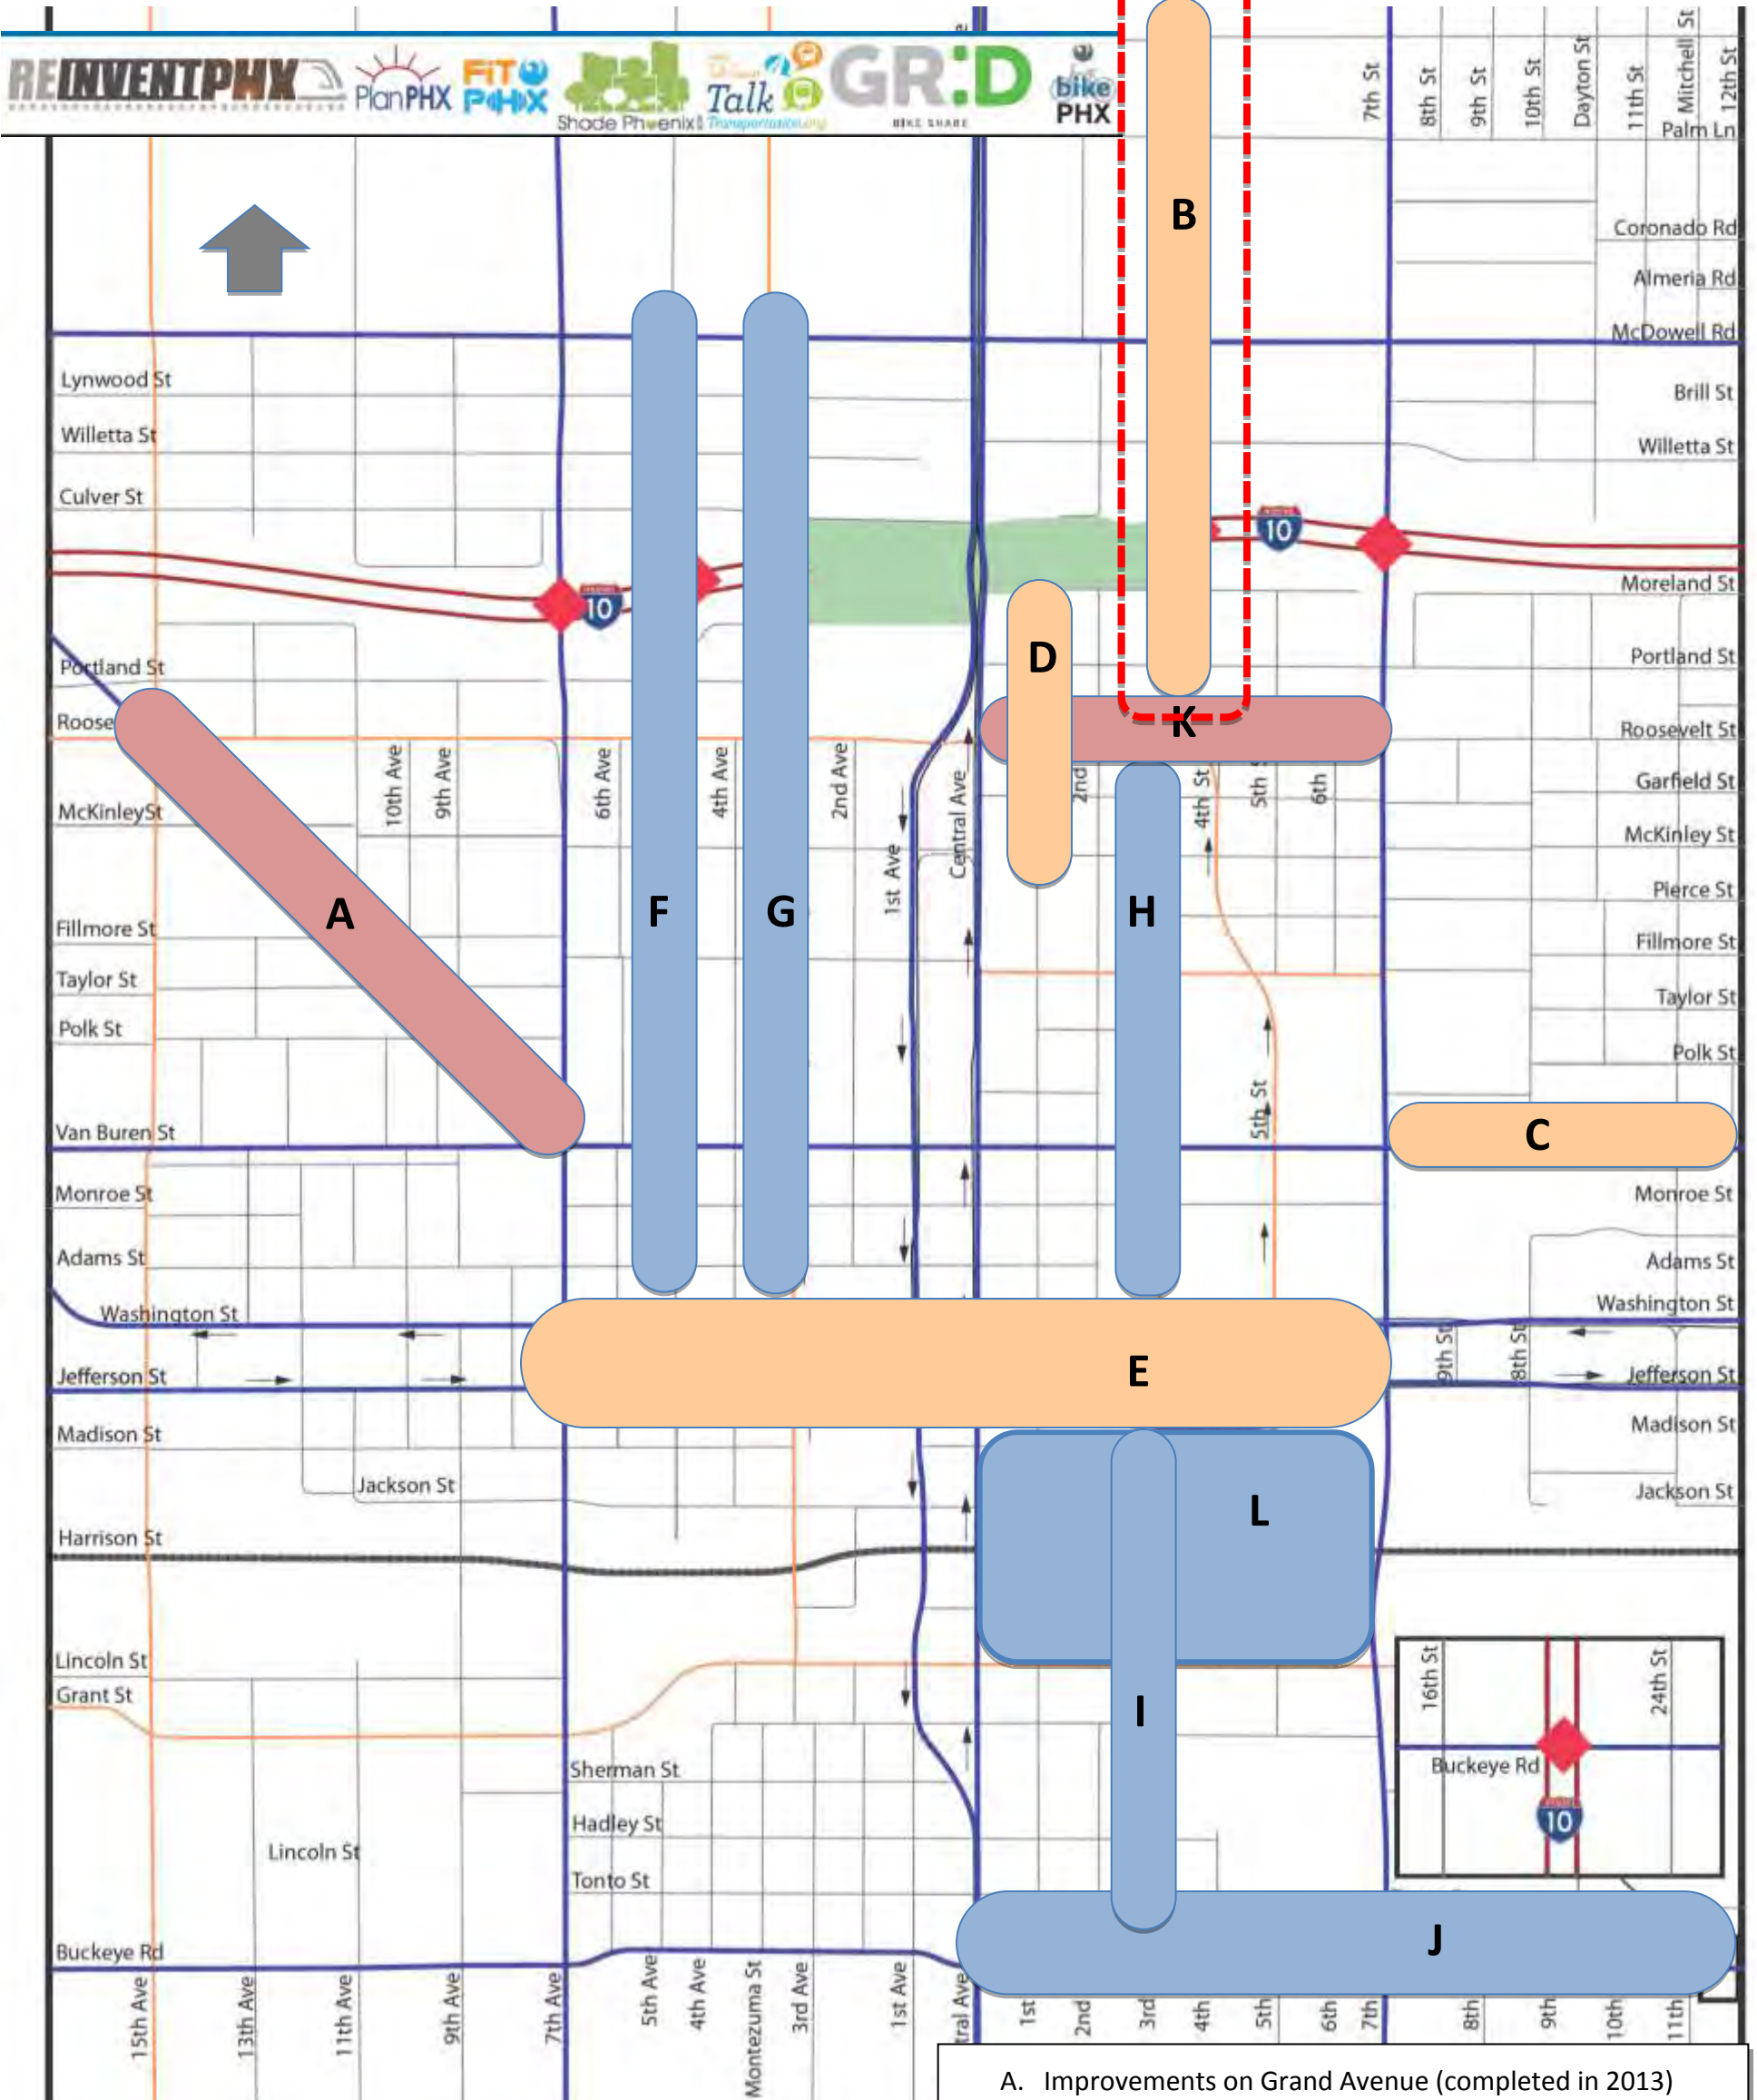 REINVENTPHX
PlanPHX
FiT PHX
Shade Phoenix
Talk
Transportation.org
GR:D
BIKE SHARE
bike
PHX
7th St
8th St
9th St
10th St
Dayton St
11th St
Mitchell St
12th St
Palm Ln
B
Coronado Rd
Almeria Rd
McDowell Rd
Lynwood St
Brill St
Willetta St
Willetta St
Culver St
10
10
Moreland St
Portland St
D
Portland St
Roose
K
Roosevelt St
10th Ave
9th Ave
6th Ave
4th Ave
2nd Ave
1st Ave
Central Ave
2nd
4th St
5th S
6th
Garfield St
McKinleySt
McKinley St
Pierce St
A
F
G
H
Fillmore St
Fillmore St
Taylor St
Taylor St
Polk St
Polk St
5th St
Van Buren St
C
Monroe St
Monroe St
Adams St
Adams St
Washington St
Washington St
9th St
8th St
Jefferson St
E
Jefferson St
Madison St
Madison St
Jackson St
L
Jackson St
Harrison St
Lincoln St
Grant St
I
16th St
24th St
Buckeye Rd
10
Sherman St
Hadley St
Lincoln St
Tonto St
J
Buckeye Rd
15th Ave
13th Ave
11th Ave
9th Ave
7th Ave
5th Ave
4th Ave
Montezuma St
3rd Ave
1st Ave
tral Ave
1st
2nd
3rd
4th
5th
6th
7th
8th
9th
10th
11th
A. Improvements on Grand Avenue (completed in 2013)